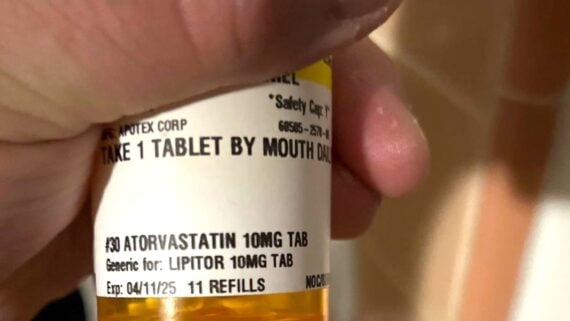 *Safety Cap:
APOTEX CORP
60505-2578-
TAKE 1 TABLET BY MOUTH
#30 ATORVASTATIN 10MG TAB
Generic for: LIPITOR 10MG TAB
Exp: 04/11/25 11 REFILLS